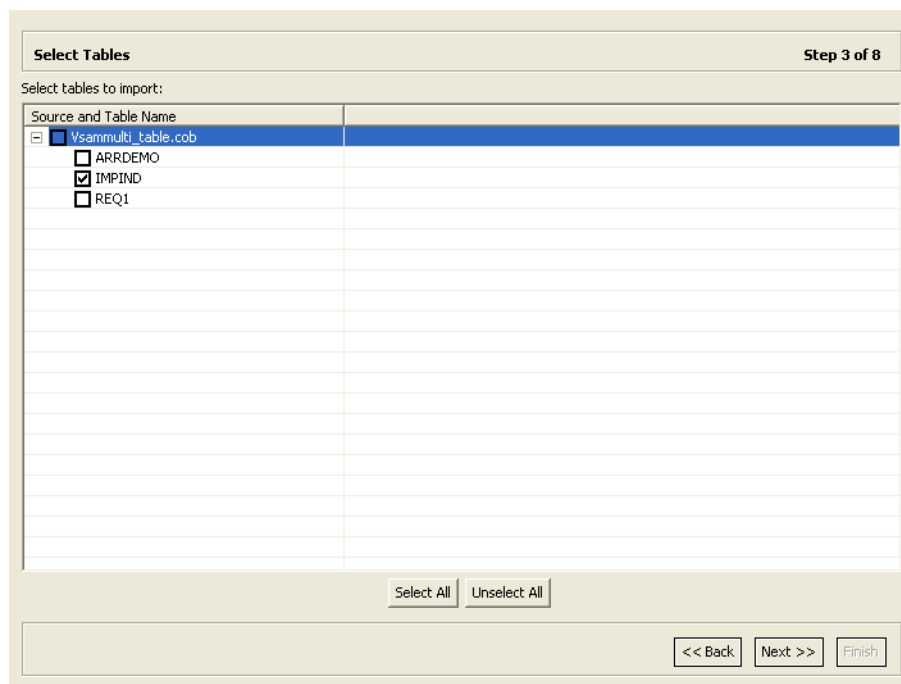 Select Tables Step 3 of 8
Select tables to import:
Source and Table Name
Vsammulti_table.cob
ARRDEMO
IMPIND
REQ1
Select All Unselect All
<< Back Next >> Finish